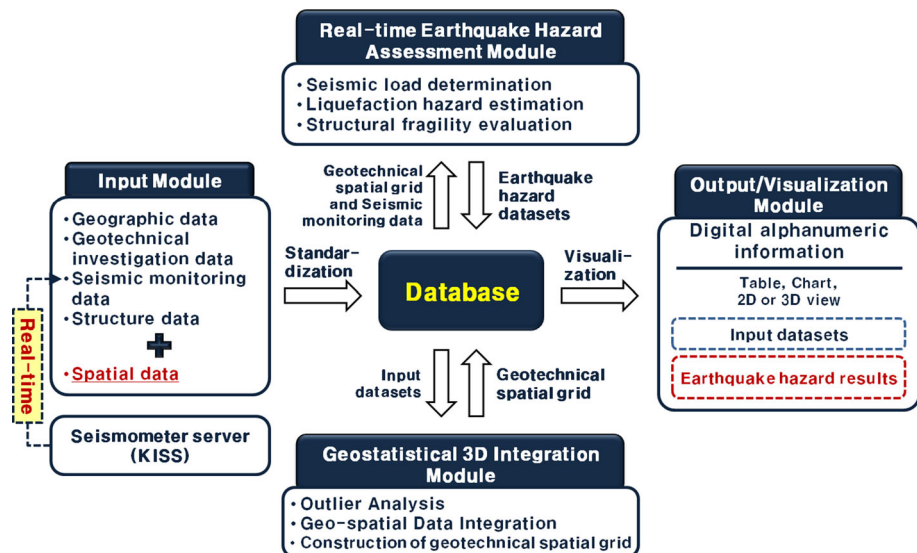 Real-time Earthquake Hazard
Assessment Module
• Seismic load determination
• Liquefaction hazard estimation
• Structural fragility evaluation
Geotechnical
spatial grid
and Seismic
monitoring data
Earthquake
hazard
datasets
Input Module
• Geographic data
• Geotechnical
investigation data
• Seismic monitoring
data
• Structure data
• Spatial data
Real-time
Seismometer server
(KISS)
Standar-
dization
Database
Visuali-
zation
Output/Visualization
Module
Digital alphanumeric
information
Table, Chart,
2D or 3D view
Input datasets
Earthquake hazard results
Input
datasets
Geotechnical
spatial grid
Geostatistical 3D Integration
Module
• Outlier Analysis
• Geo-spatial Data Integration
• Construction of geotechnical spatial grid